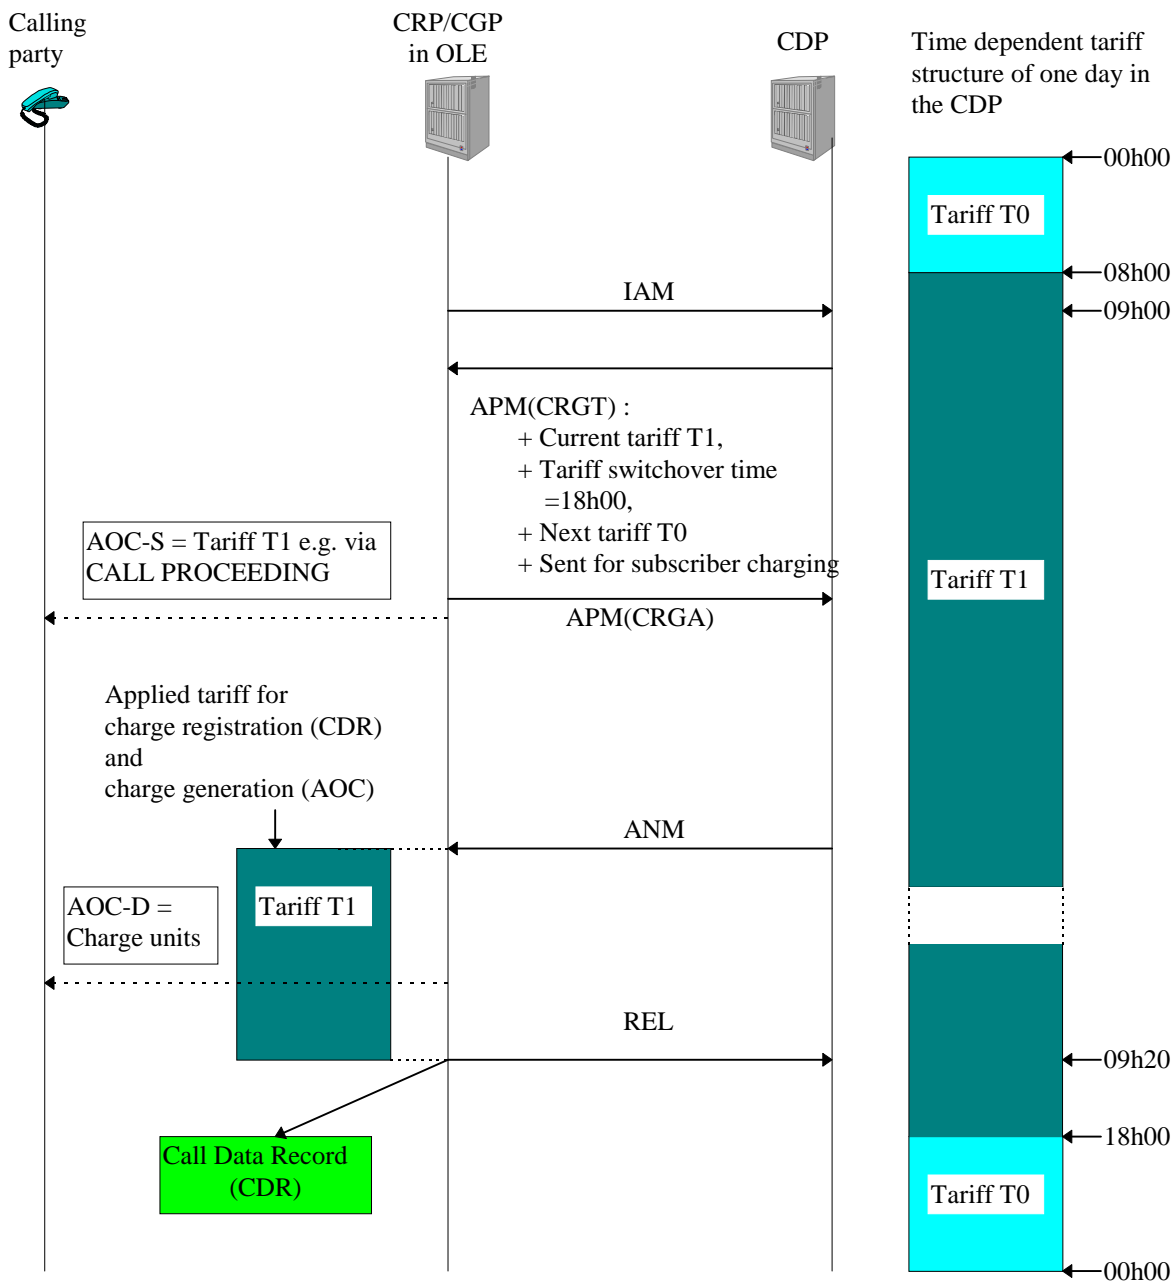 Calling
party
CRP/CGP
in OLE
CDP
Time dependent tariff
structure of one day in
the CDP
00h00
Tariff T0
08h00
IAM
09h00
APM(CRGT) :
+ Current tariff T1,
+ Tariff switchover time
=18h00,
+ Next tariff T0
+ Sent for subscriber charging
AOC-S = Tariff T1 e.g. via
CALL PROCEEDING
Tariff T1
APM(CRGA)
Applied tariff for
charge registration (CDR)
and
charge generation (AOC)
ANM
AOC-D =
Charge units
Tariff T1
REL
09h20
18h00
Call Data Record
(CDR)
Tariff T0
00h00